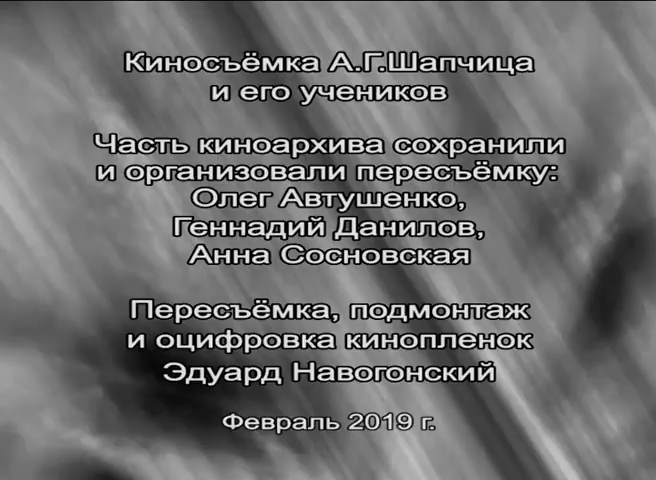 Киносъёмка А.Г.Шапчица
и его учеников
Часть киноархива сохранили
и организовали пересъёмку:
Олег Автушенко,
Геннадий Данилов,
Анна Сосновская
Пересъёмка, подмонтаж
и оцифровка кинопленок
Эдуард Навогонский
Февраль 2019 г.